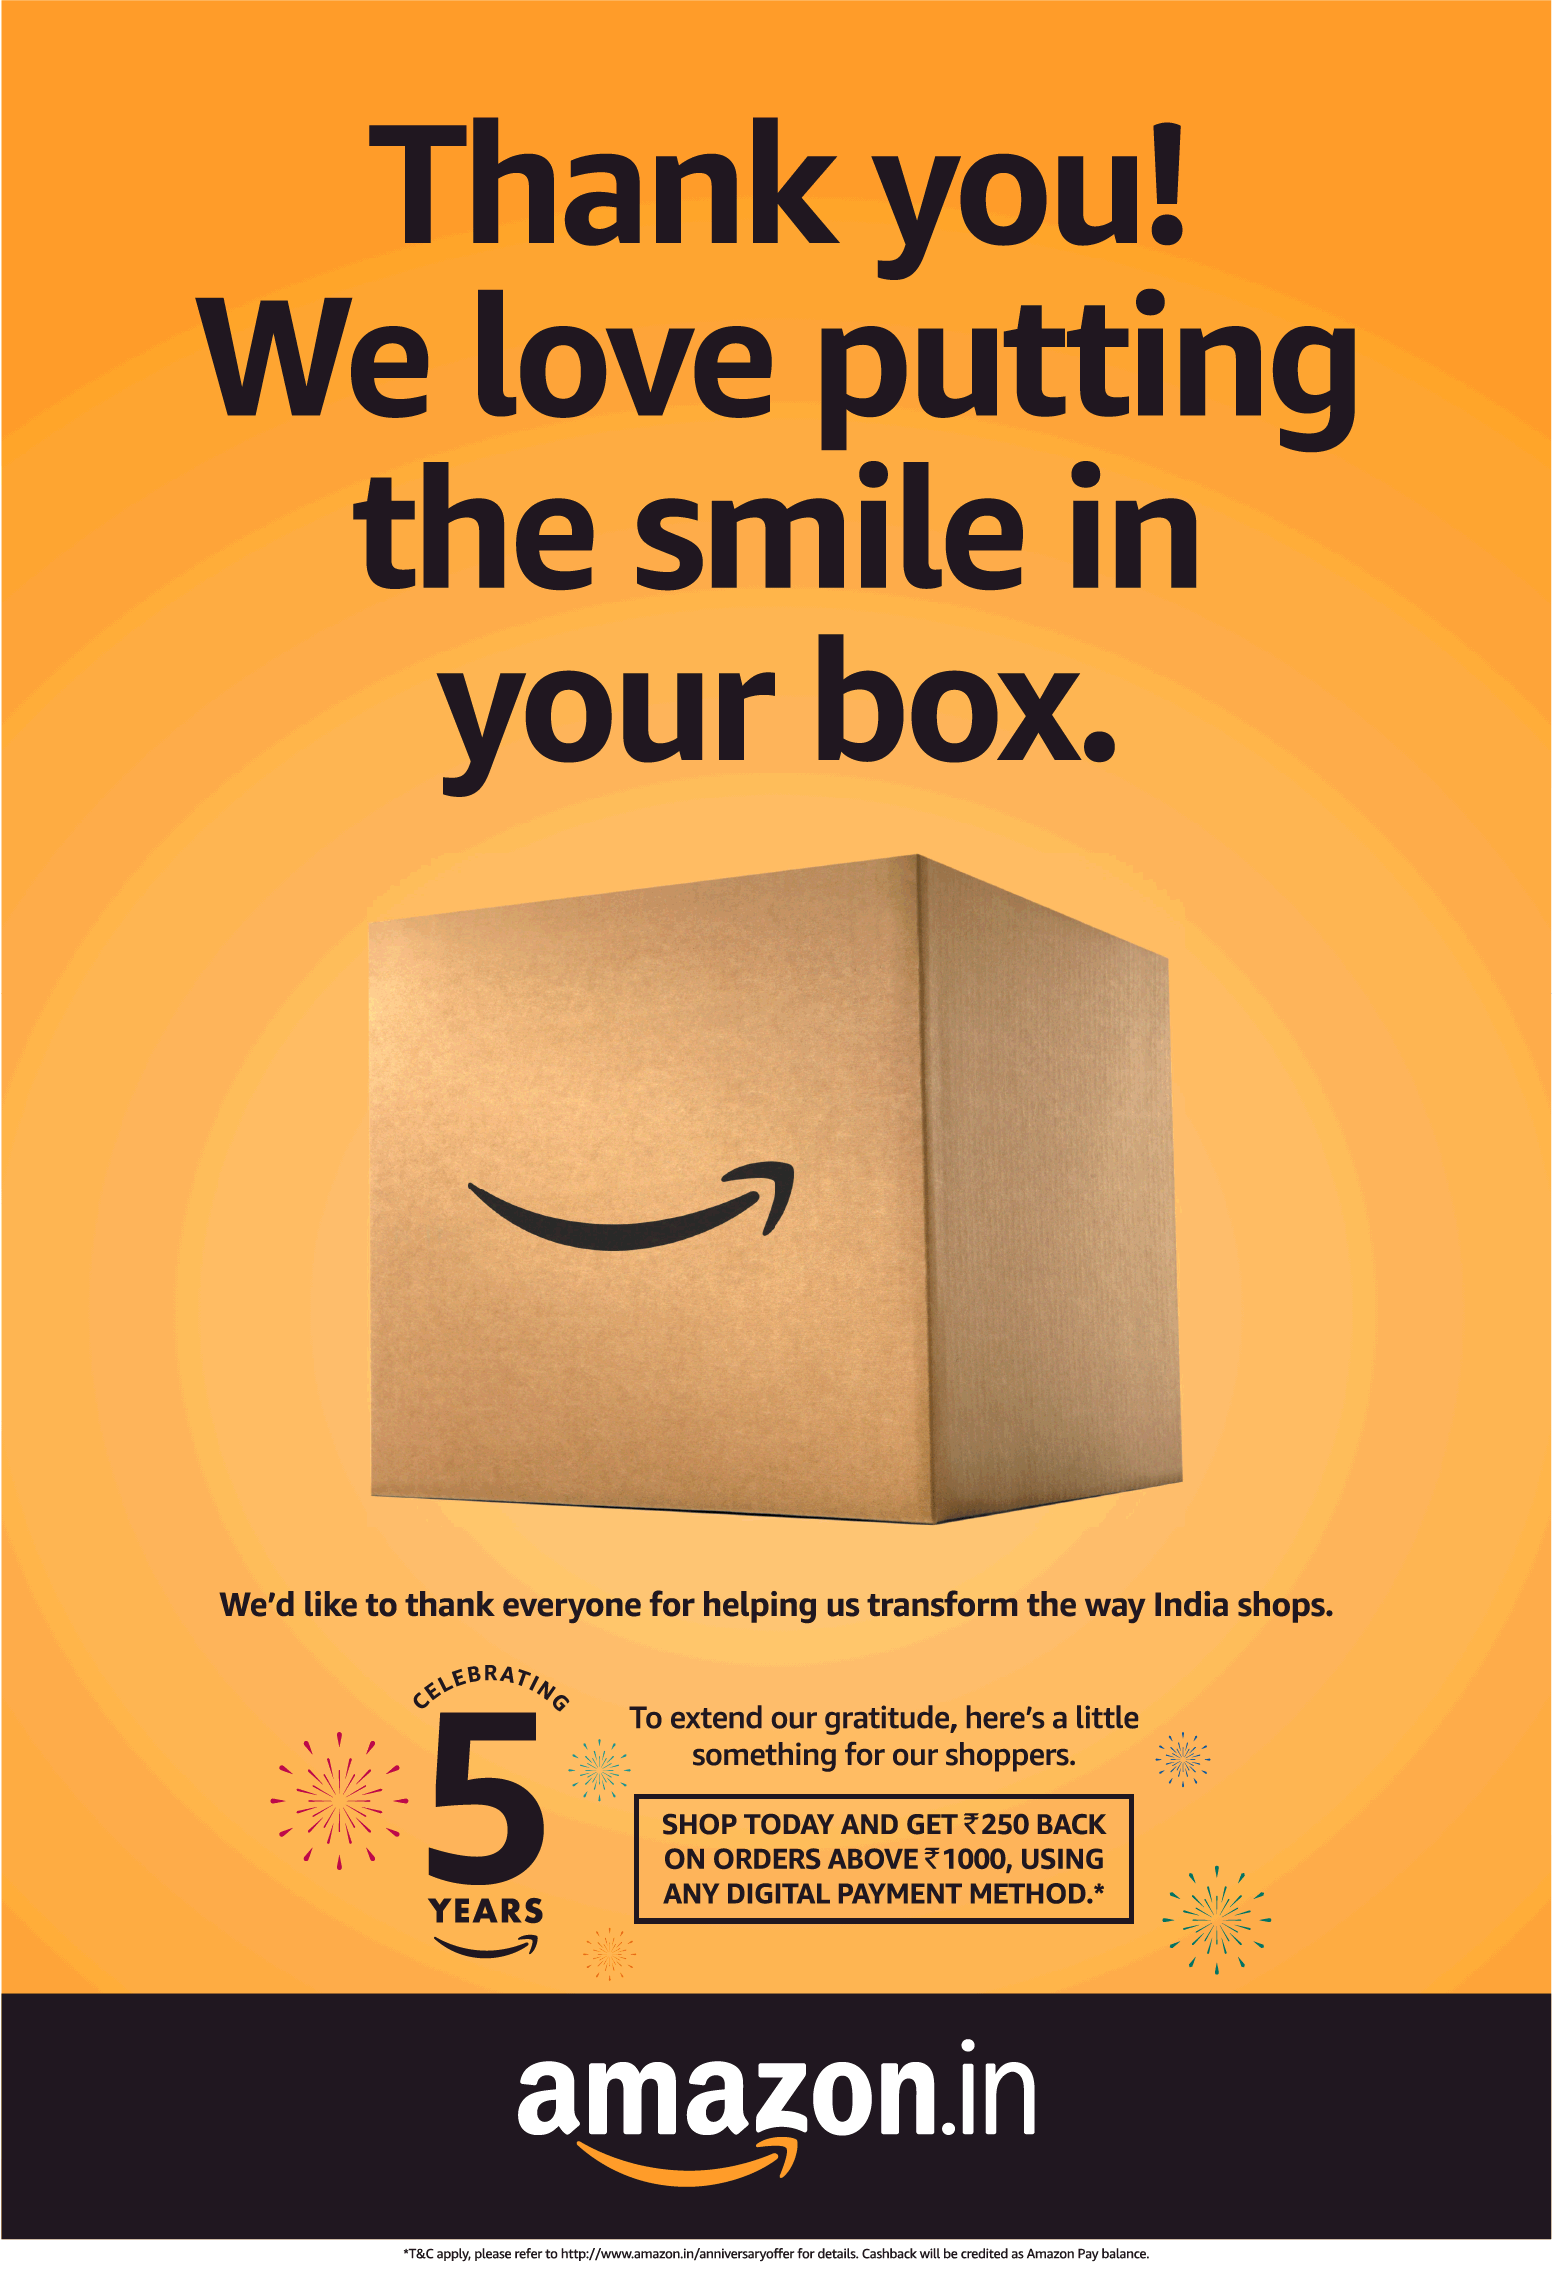 Thank you!
We love putting
the smile in
your box.
We’d like to thank everyone for helping us transform the way India shops.
CELEBRATING
5
YEARS
To extend our gratitude, here’s a little
something for our shoppers.
SHOP TODAY AND GET ₹250 BACK
ON ORDERS ABOVE ₹1000, USING
ANY DIGITAL PAYMENT METHOD.*
amazon.in
*T&C apply, please refer to http://www.amazon.in/anniversaryoffer for details. Cashback will be credited as Amazon Pay balance.